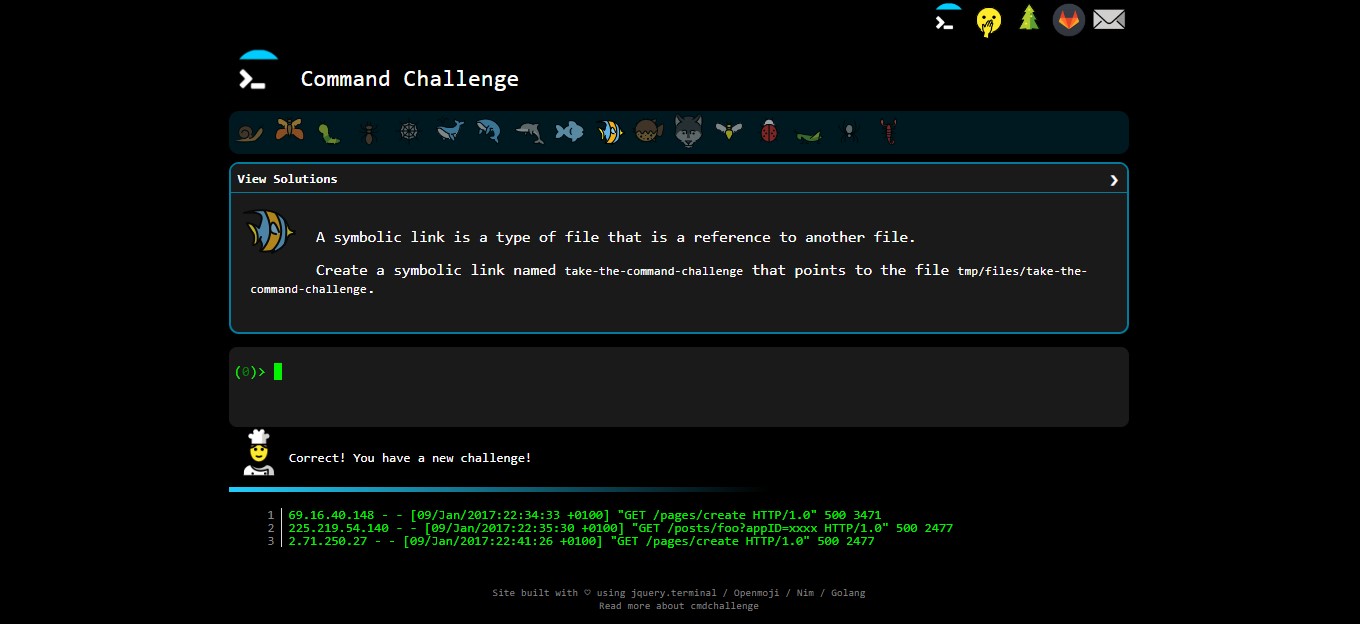 Command Challenge
View Solutions
A symbolic link is a type of file that is a reference to another file.
Create a symbolic link named take-the-command-challenge that points to the file tmp/files/take-the-
command-challenge.
(0)>
Correct! You have a new challenge!
1 69.16.40.148 - - [09/Jan/2017:22:34:33 +0100] "GET /pages/create HTTP/1.0" 500 3471
2 225.219.54.140 - - [09/Jan/2017:22:35:30 +0100] "GET /posts/foo?appID=xxxx HTTP/1.0" 500 2477
3 2.71.250.27 - - [09/Jan/2017:22:41:26 +0100] "GET /pages/create HTTP/1.0" 500 2477
Site built with ♡ using jquery.terminal / Openmoji / Nim / Golang
Read more about cmdchallenge